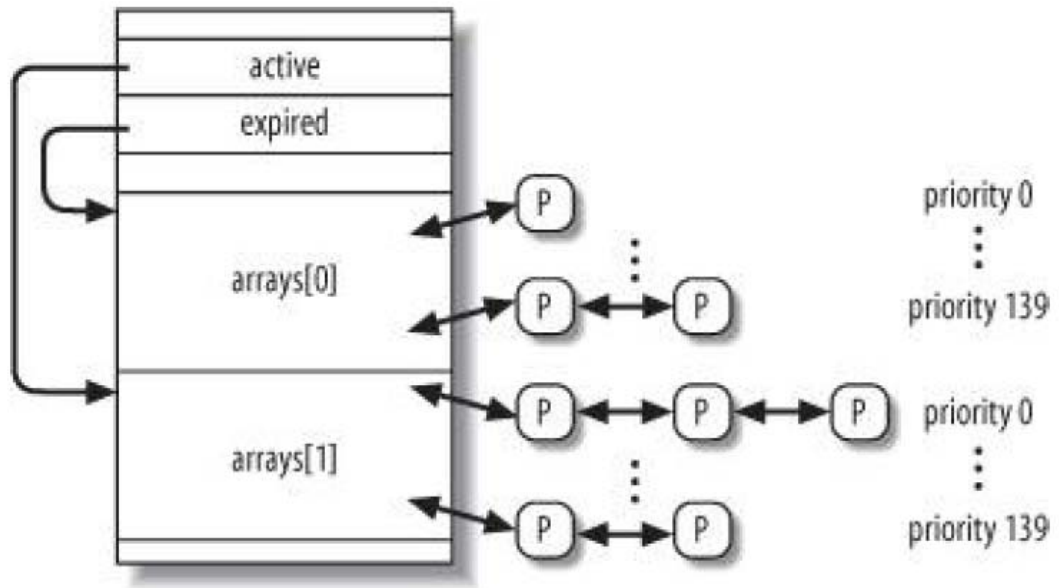 active
expired
P
priority 0
arrays[0]
P
P
priority 139
P
P
P
priority 0
arrays[1]
P
P
priority 139